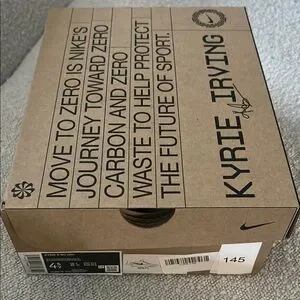 MOVE TO ZERO IS NIKE'S
JOURNEY TOWARD ZERO
CARBON AND ZERO
WASTE TO HELP PROTECT
THE FUTURE OF SPORT.
KYRIE, IRVING
145